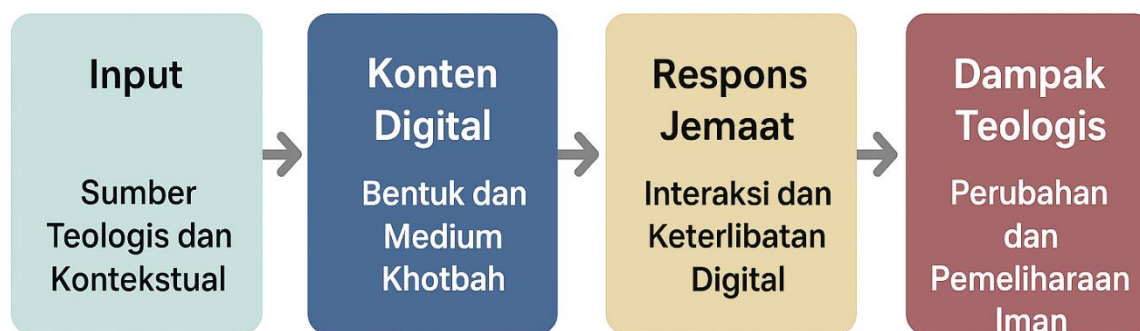 Input
Sumber
Teologis dan
Kontekstual
Konten
Digital
Bentuk dan
Medium
Khotbah
Respons
Jemaat
Interaksi dan
Keterlibatan
Digital
Dampak
Teologis
Perubahan
dan
Pemeliharaan
Iman